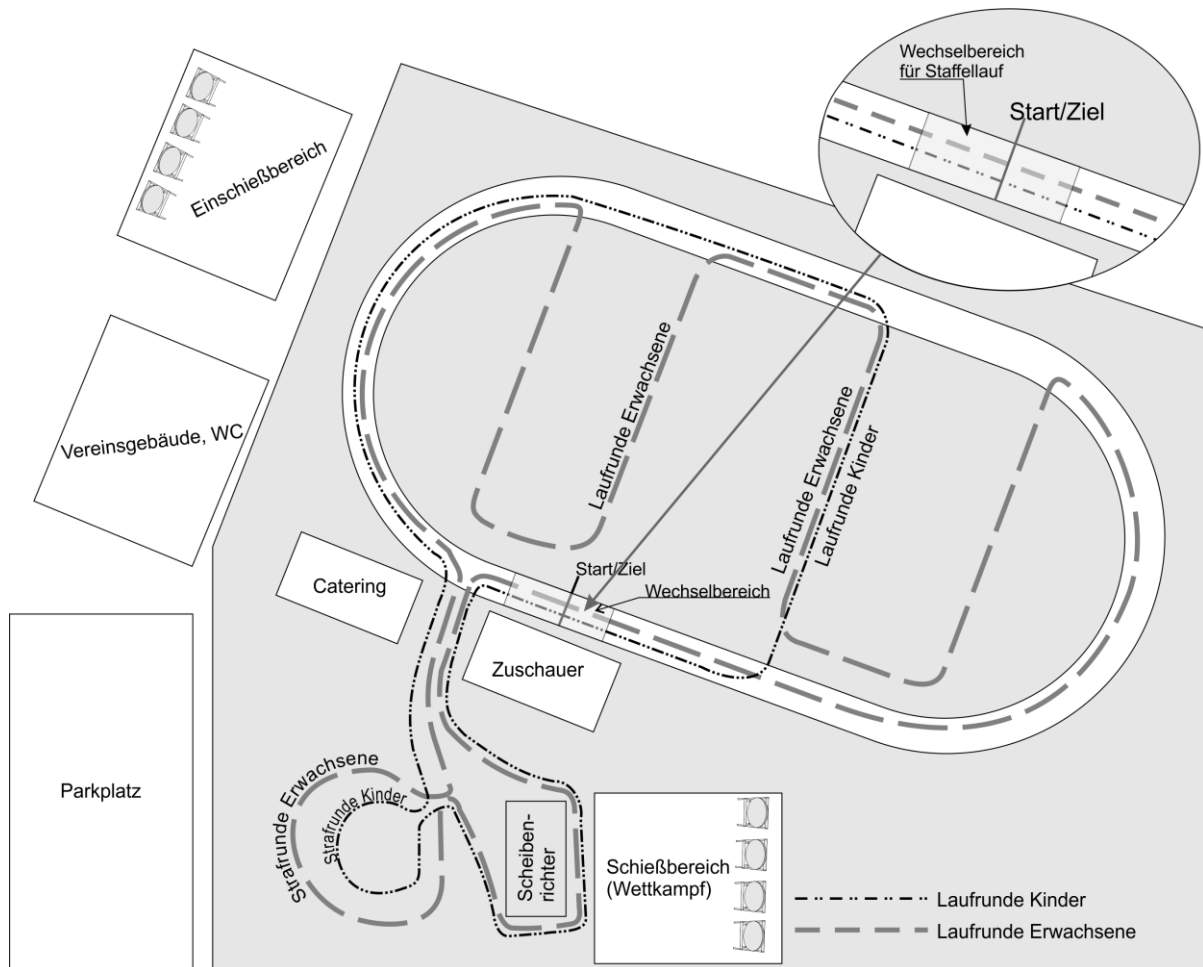 Wechselbereich
für Staffellauf
Start/Ziel
Einschießbereich
Vereinsgebäude, WC
Laufrunde Erwachsene
Laufrunde Erwachsene
Laufrunde Kinder
Start/Ziel
Wechselbereich
Catering
Zuschauer
Parkplatz
Strafrunde Erwachsene
Strafrunde Kinder
Scheiben-
richter
Schießbereich
(Wettkampf)
Laufrunde Kinder
Laufrunde Erwachsene